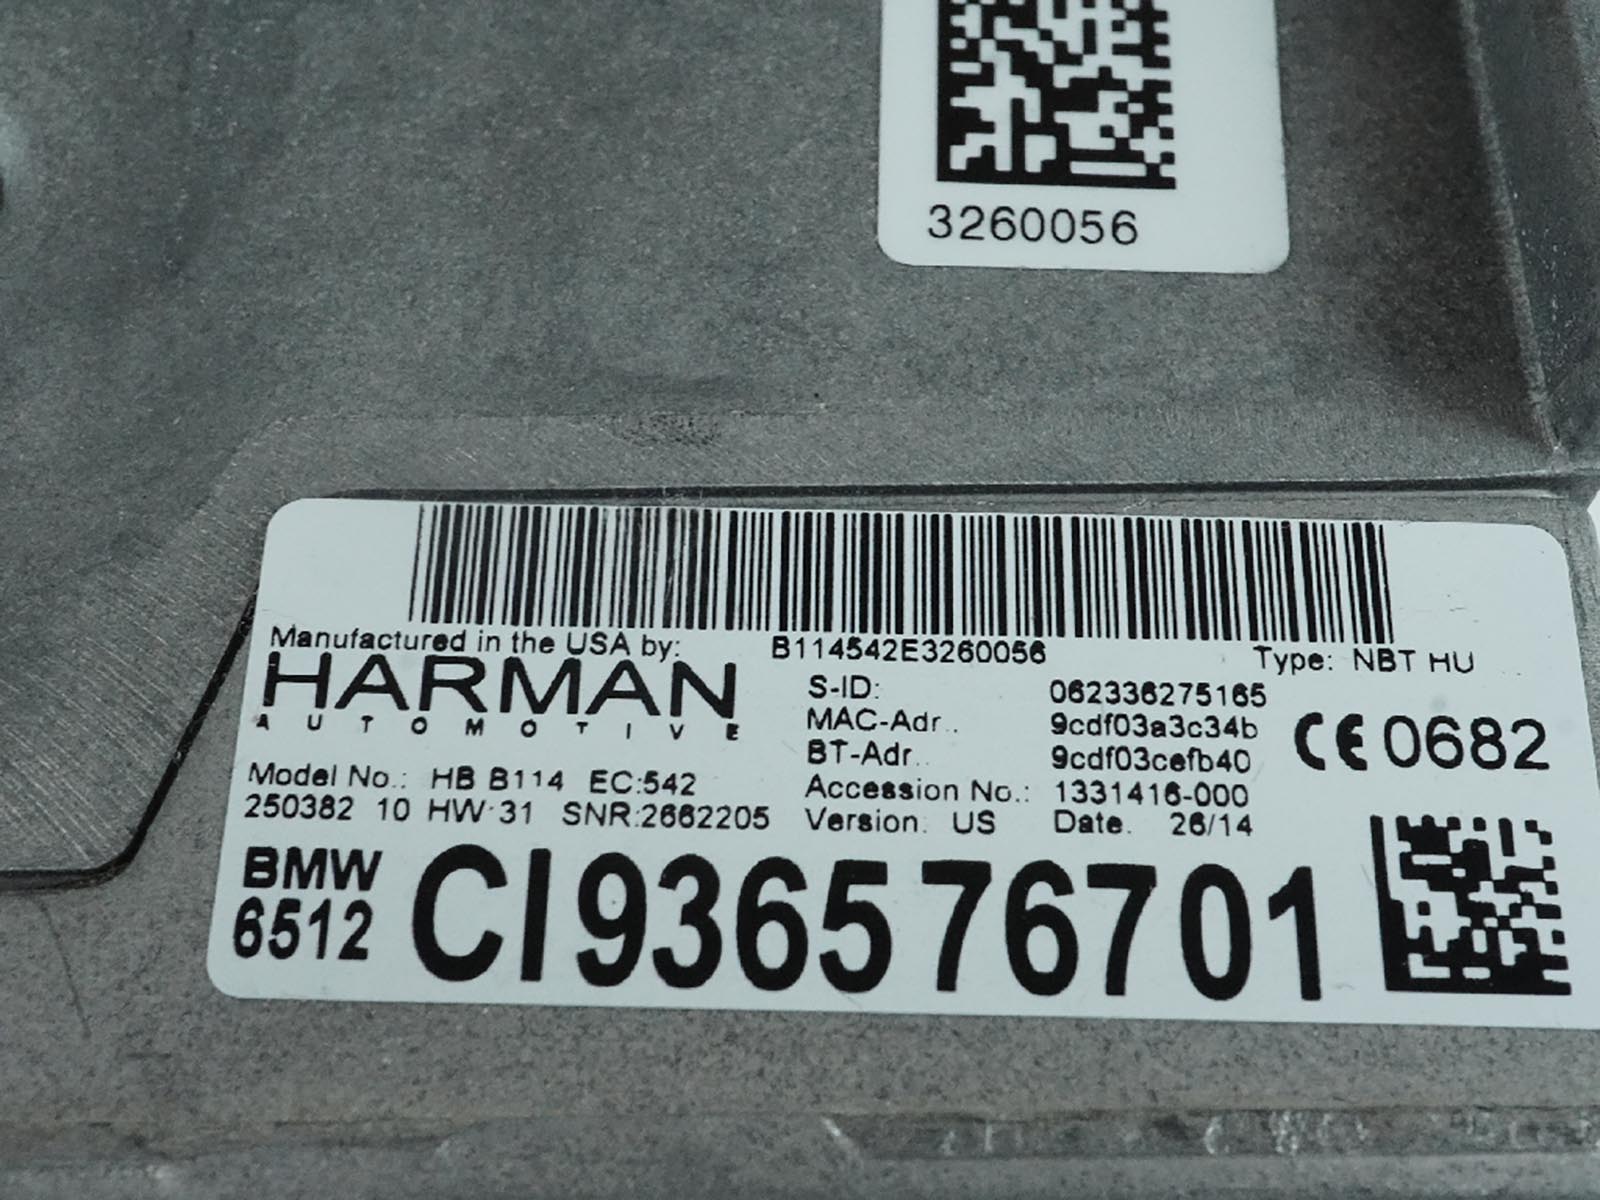 3260056
Manufactured in the USA by:
HARMAN
AUTOMOTIVE
B114542E3260056
Type: NBT HU
S-ID: 062336275165
MAC-Adr.: 9cdf03a3c34b
BT-Adr.: 9cdf03cefb40
CE 0682
Model No.: HB B114 EC:542
Accession No.: 1331416-000
250382 10 HW:31 SNR:2662205
Version: US Date: 26/14
BMW
6512
CI936576701